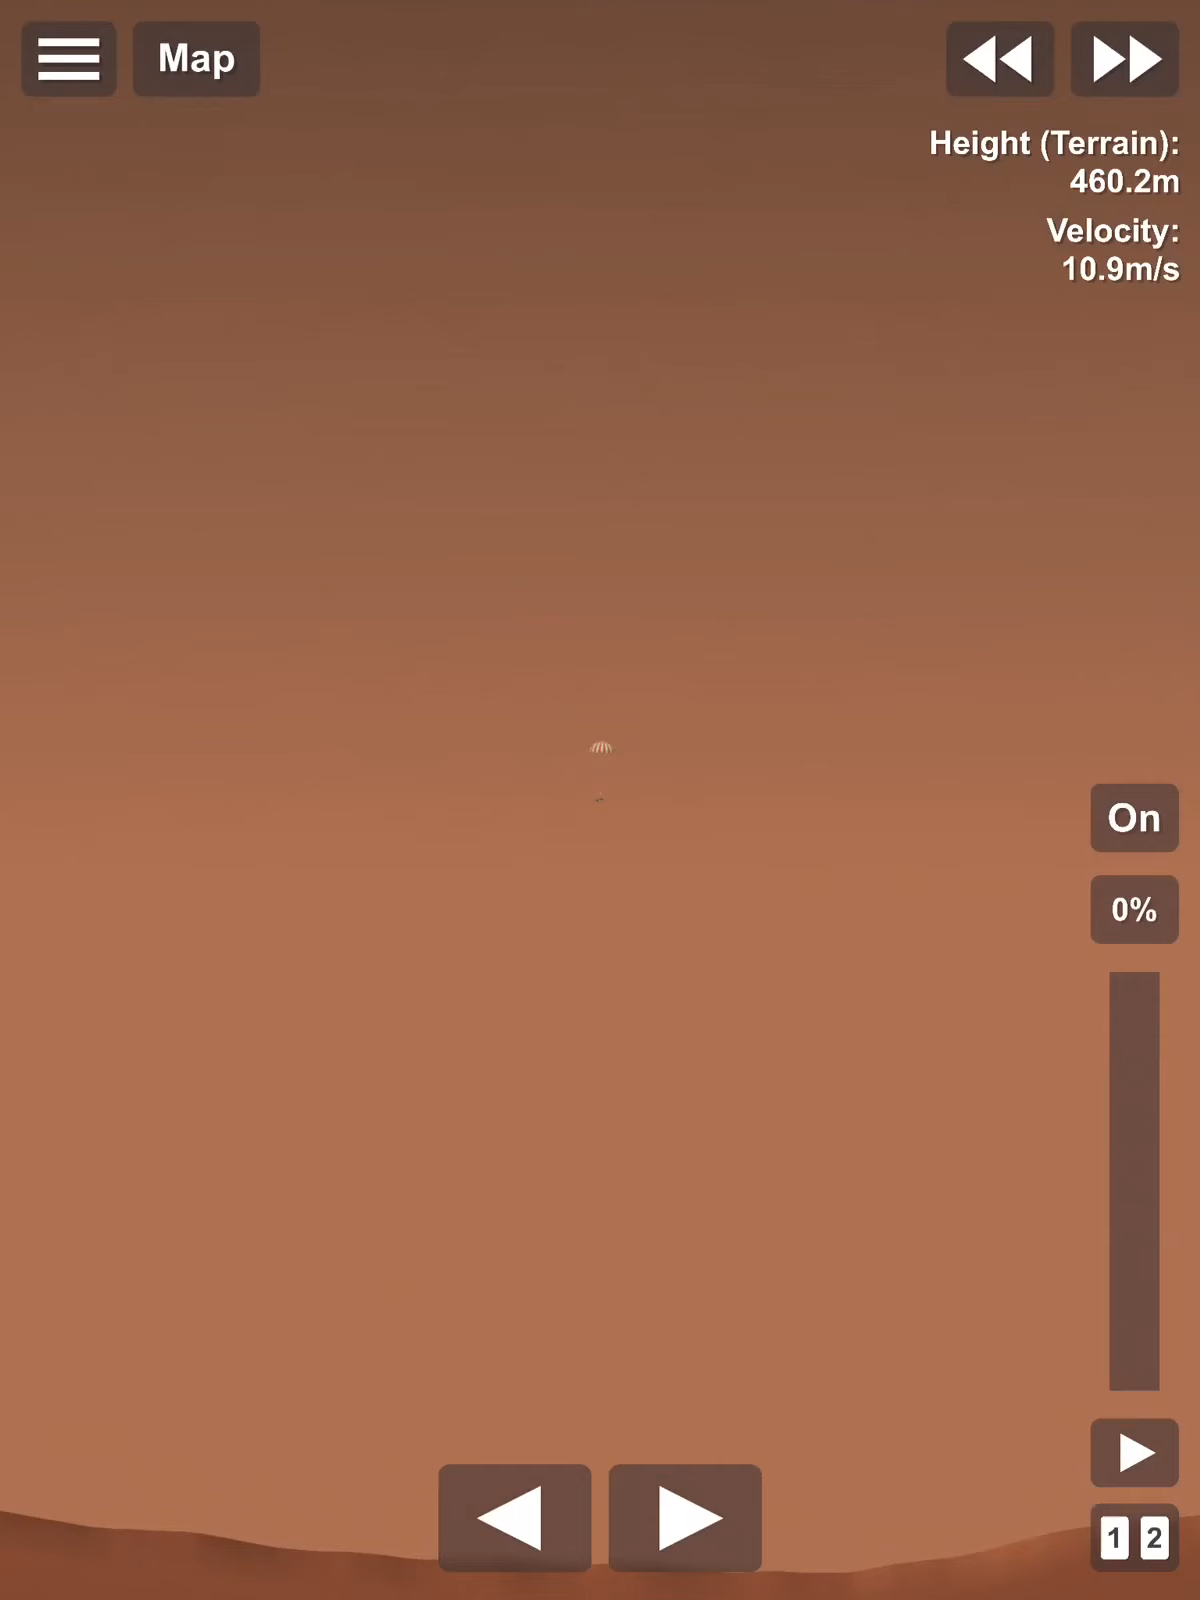 Map
Height (Terrain):
460.2m
Velocity:
10.9m/s
On
0%
1 2